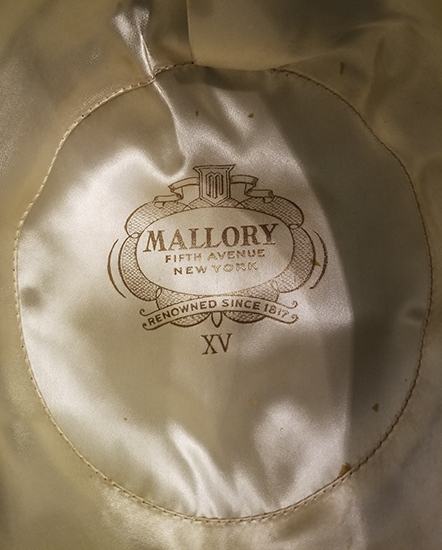 M
MALLORY
FIFTH AVENUE
NEW YORK
RENOWNED SINCE 1817
XV